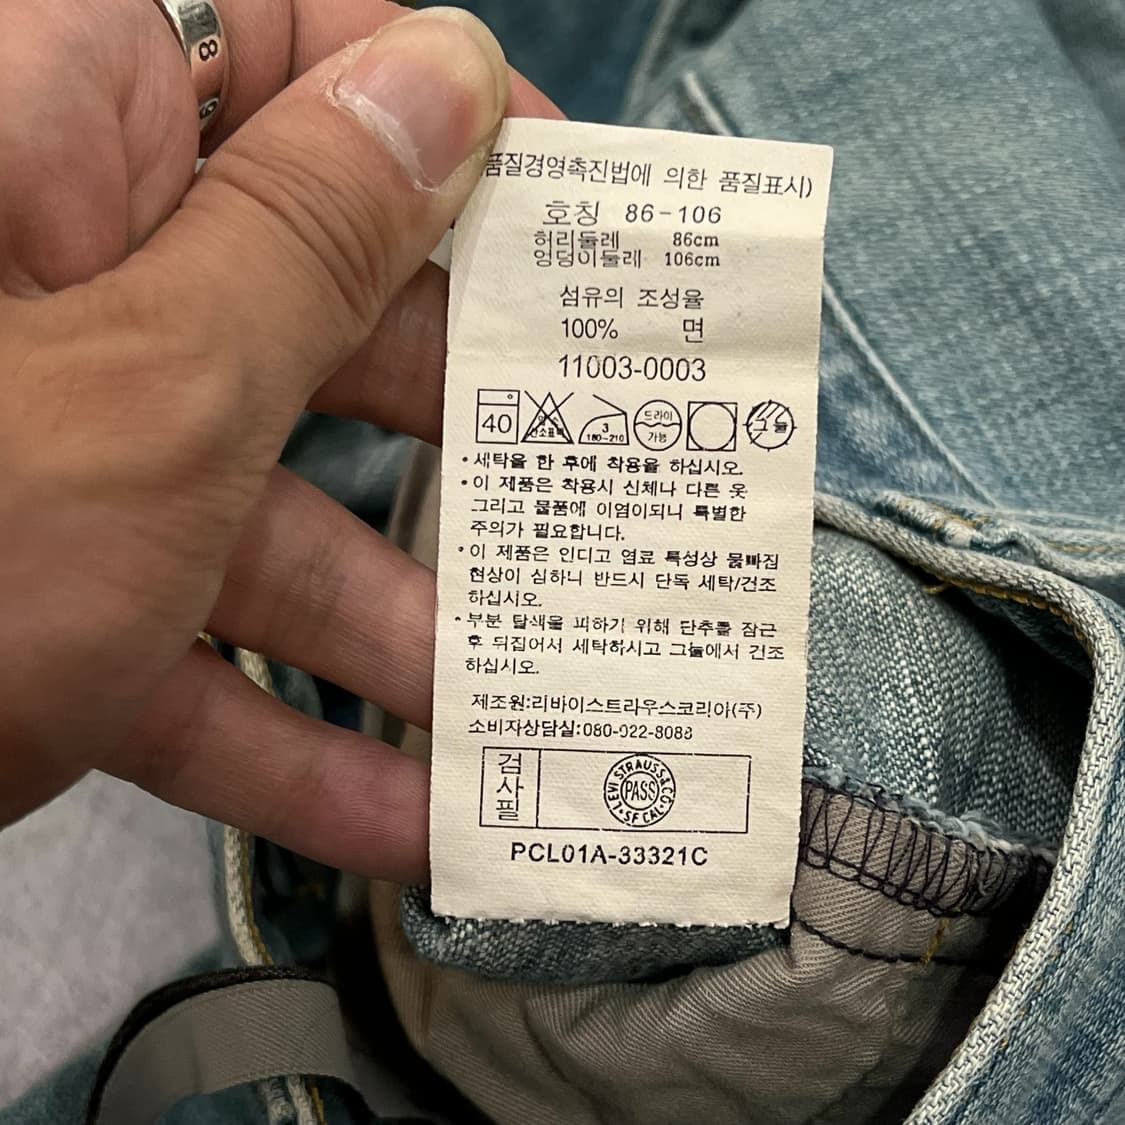 품질경영촉진법에 의한 품질표시)
호칭 86-106
허리둘레 86cm
엉덩이둘레 106cm
섬유의 조성율
100% 면
11003-0003
40
3
180-210
드라이
가능
그늘
• 세탁을 한 후에 착용을 하십시오.
• 이 제품은 착용시 신체나 다른 옷
그리고 물품에 이염이되니 특별한
주의가 필요합니다.
• 이 제품은 인디고 염료 특성상 물빠짐
현상이 심하니 반드시 단독 세탁/건조
하십시오.
• 부분 탈색을 피하기 위해 단추를 잠근
후 뒤집어서 세탁하시고 그늘에서 건조
하십시오.
제조원:리바이스트라우스코리아(주)
소비자상담실:080-022-8088
검사필
LEVI STRAUSS & CO.
PASS
SF CAL
PCL01A-33321C
8